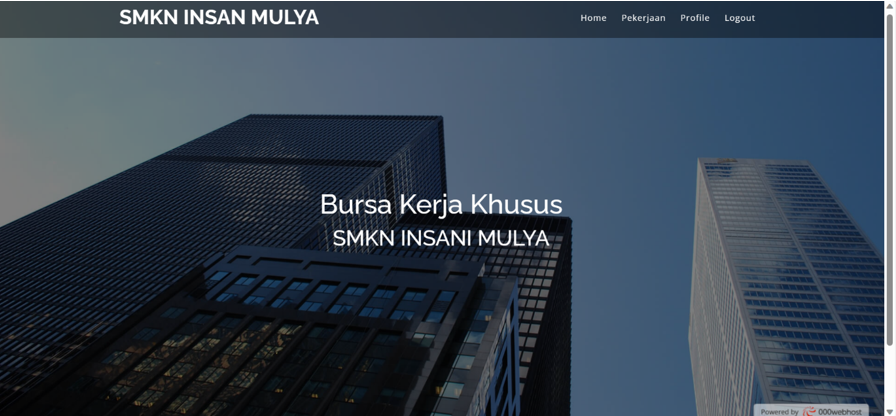 SMKN INSAN MULYA
Home Pekerjaan Profile Logout
Bursa Kerja Khusus
SMKN INSANI MULYA
Powered by 000webhost